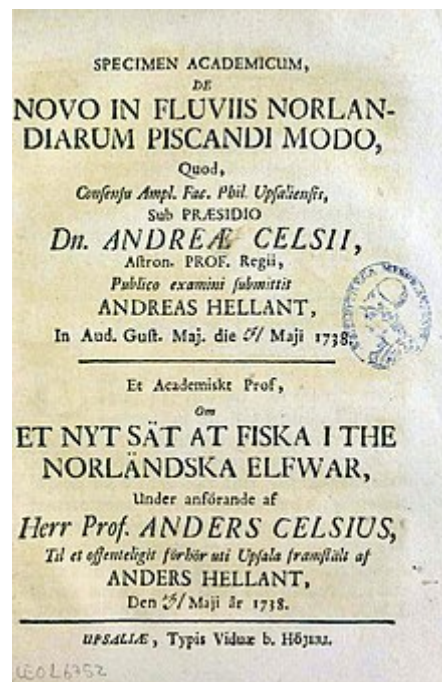 SPECIMEN ACADEMICUM,
DE
NOVO IN FLUVIIS NORLAN-
DIARUM PISCANDI MODO,
Quod,
Consensu Ampl. Fac. Phil. Upsaliensis,
Sub PRÆSIDIO
Dn. ANDREÆ CELSII,
Astron. PROF. Regii,
Publico examini submittit
ANDREAS HELLANT,
In Aud. Gust. Maj. die Maji 1738.
Et Academiskt Prof,
Om
ET NYT SÄT AT FISKA I THE
NORLÄNDSKA ELFWAR,
Under anförande af
Herr Prof. ANDERS CELSIUS,
Til et offenteligit förhör uti Upsala framstält af
ANDERS HELLANT,
Den Maji år 1738.
UPSALIÆ, Typis Viduæ b. Höjeri.
LEO L6752